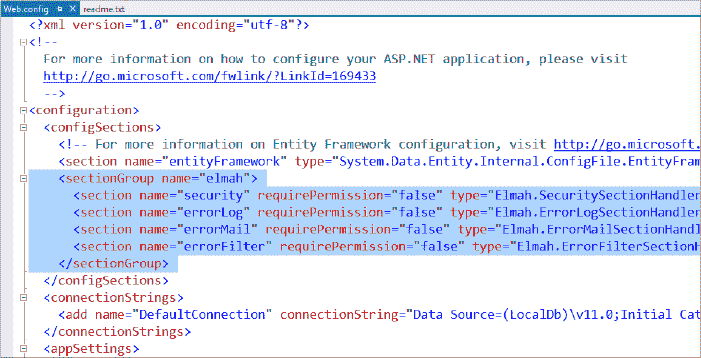 Web.config
readme.txt
<?xml version="1.0" encoding="utf-8"?>
<!--
For more information on how to configure your ASP.NET application, please visit
http://go.microsoft.com/fwlink/?LinkId=169433
-->
<configuration>
<configSections>
<!-- For more information on Entity Framework configuration, visit http://go.microsoft.
<section name="entityFramework" type="System.Data.Entity.Internal.ConfigFile.EntityFram
<sectionGroup name="elmah">
<section name="security" requirePermission="false" type="Elmah.SecuritySectionHandler
<section name="errorLog" requirePermission="false" type="Elmah.ErrorLogSectionHandler
<section name="errorMail" requirePermission="false" type="Elmah.ErrorMailSectionHandl
<section name="errorFilter" requirePermission="false" type="Elmah.ErrorFilterSectionH
</sectionGroup>
</configSections>
<connectionStrings>
<add name="DefaultConnection" connectionString="Data Source=(LocalDb)\v11.0;Initial Cat
</connectionStrings>
<appSettings>